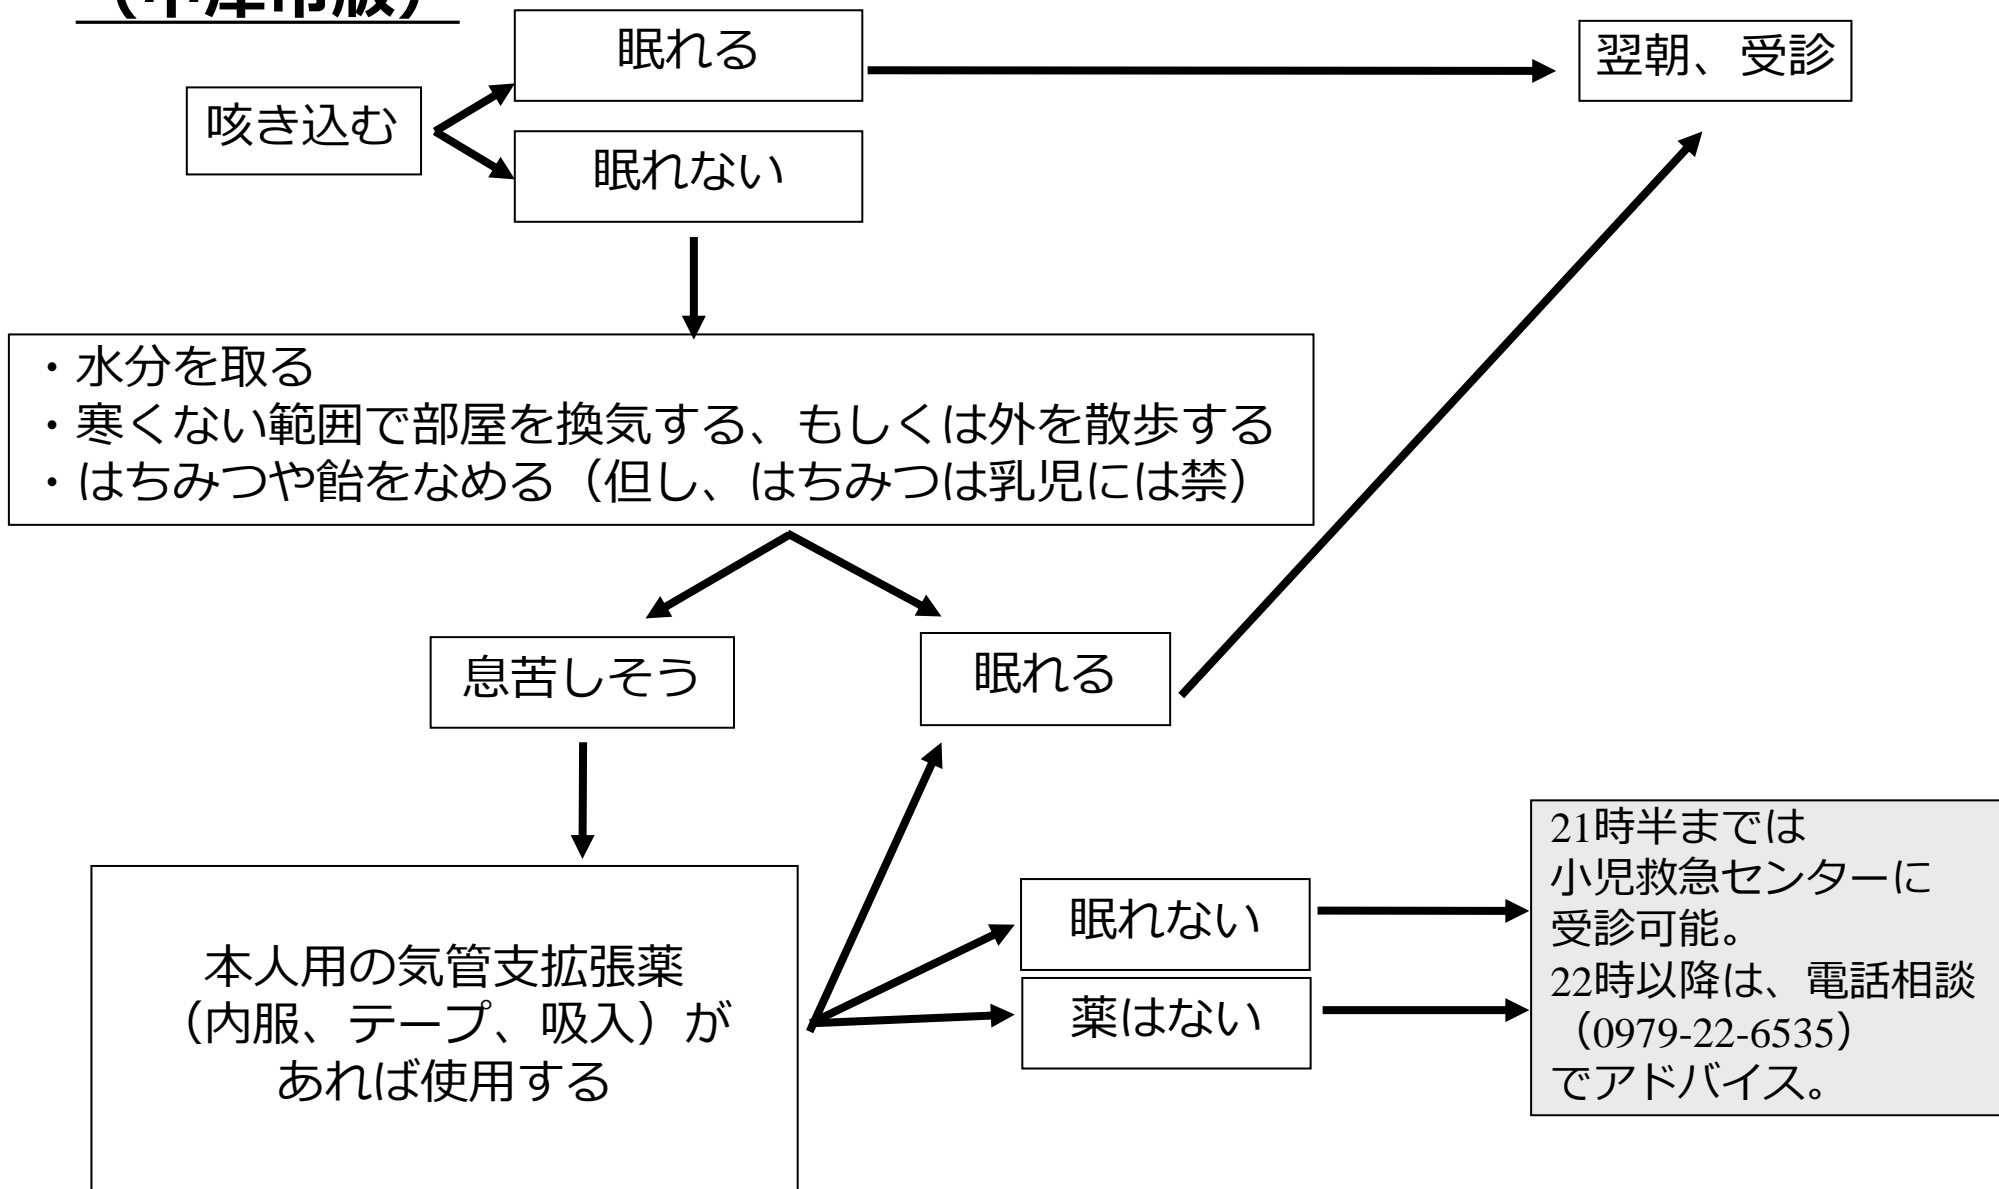 （中津市版）
眠れる
翌朝、受診
咳き込む
眠れない
・水分を取る
・寒くない範囲で部屋を換気する、もしくは外を散歩する
・はちみつや飴をなめる（但し、はちみつは乳児には禁）
息苦しそう
眠れる
本人用の気管支拡張薬
（内服、テープ、吸入）が
あれば使用する
眠れない
薬はない
21時半までは
小児救急センターに
受診可能。
22時以降は、電話相談
（0979-22-6535）
でアドバイス。